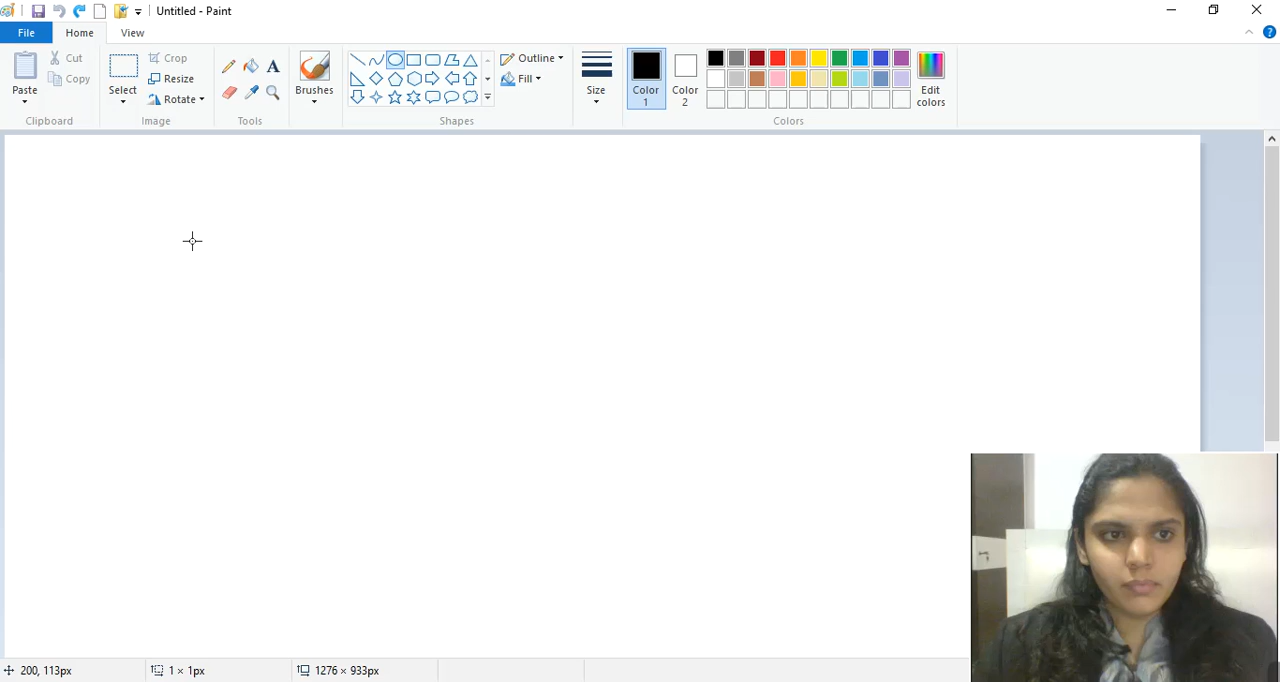 Untitled - Paint
File Home View
Paste Cut Copy Clipboard
Select Crop Resize Rotate Image
A Tools
Brushes
Outline Fill Shapes
Size
Color 1 Color 2 Edit colors Colors
200, 113px 1 × 1px 1276 × 933px